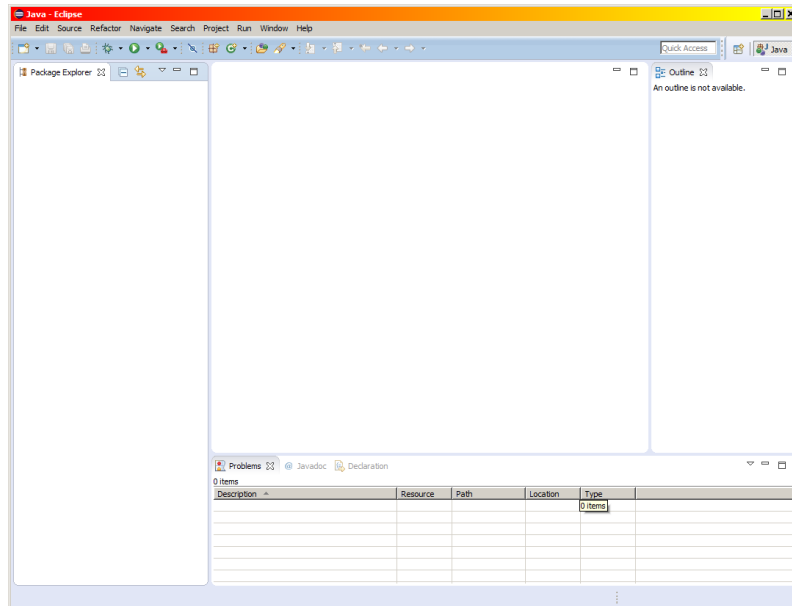 Java - Eclipse
File Edit Source Refactor Navigate Search Project Run Window Help
Quick Access
Java
Package Explorer
Outline
An outline is not available.
Problems @ Javadoc Declaration
0 items
Description Resource Path Location Type
0 items